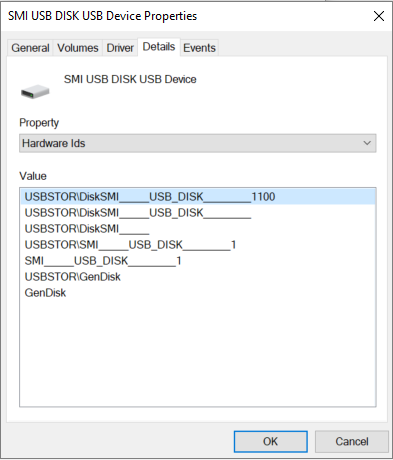 SMI USB DISK USB Device Properties
General Volumes Driver Details Events
SMI USB DISK USB Device
Property
Hardware Ids
Value
USBSTOR\DiskSMI_____USB_DISK________1100
USBSTOR\DiskSMI_____USB_DISK________
USBSTOR\DiskSMI_____
USBSTOR\SMI_____USB_DISK________1
SMI_____USB_DISK________1
USBSTOR\GenDisk
GenDisk
OK Cancel